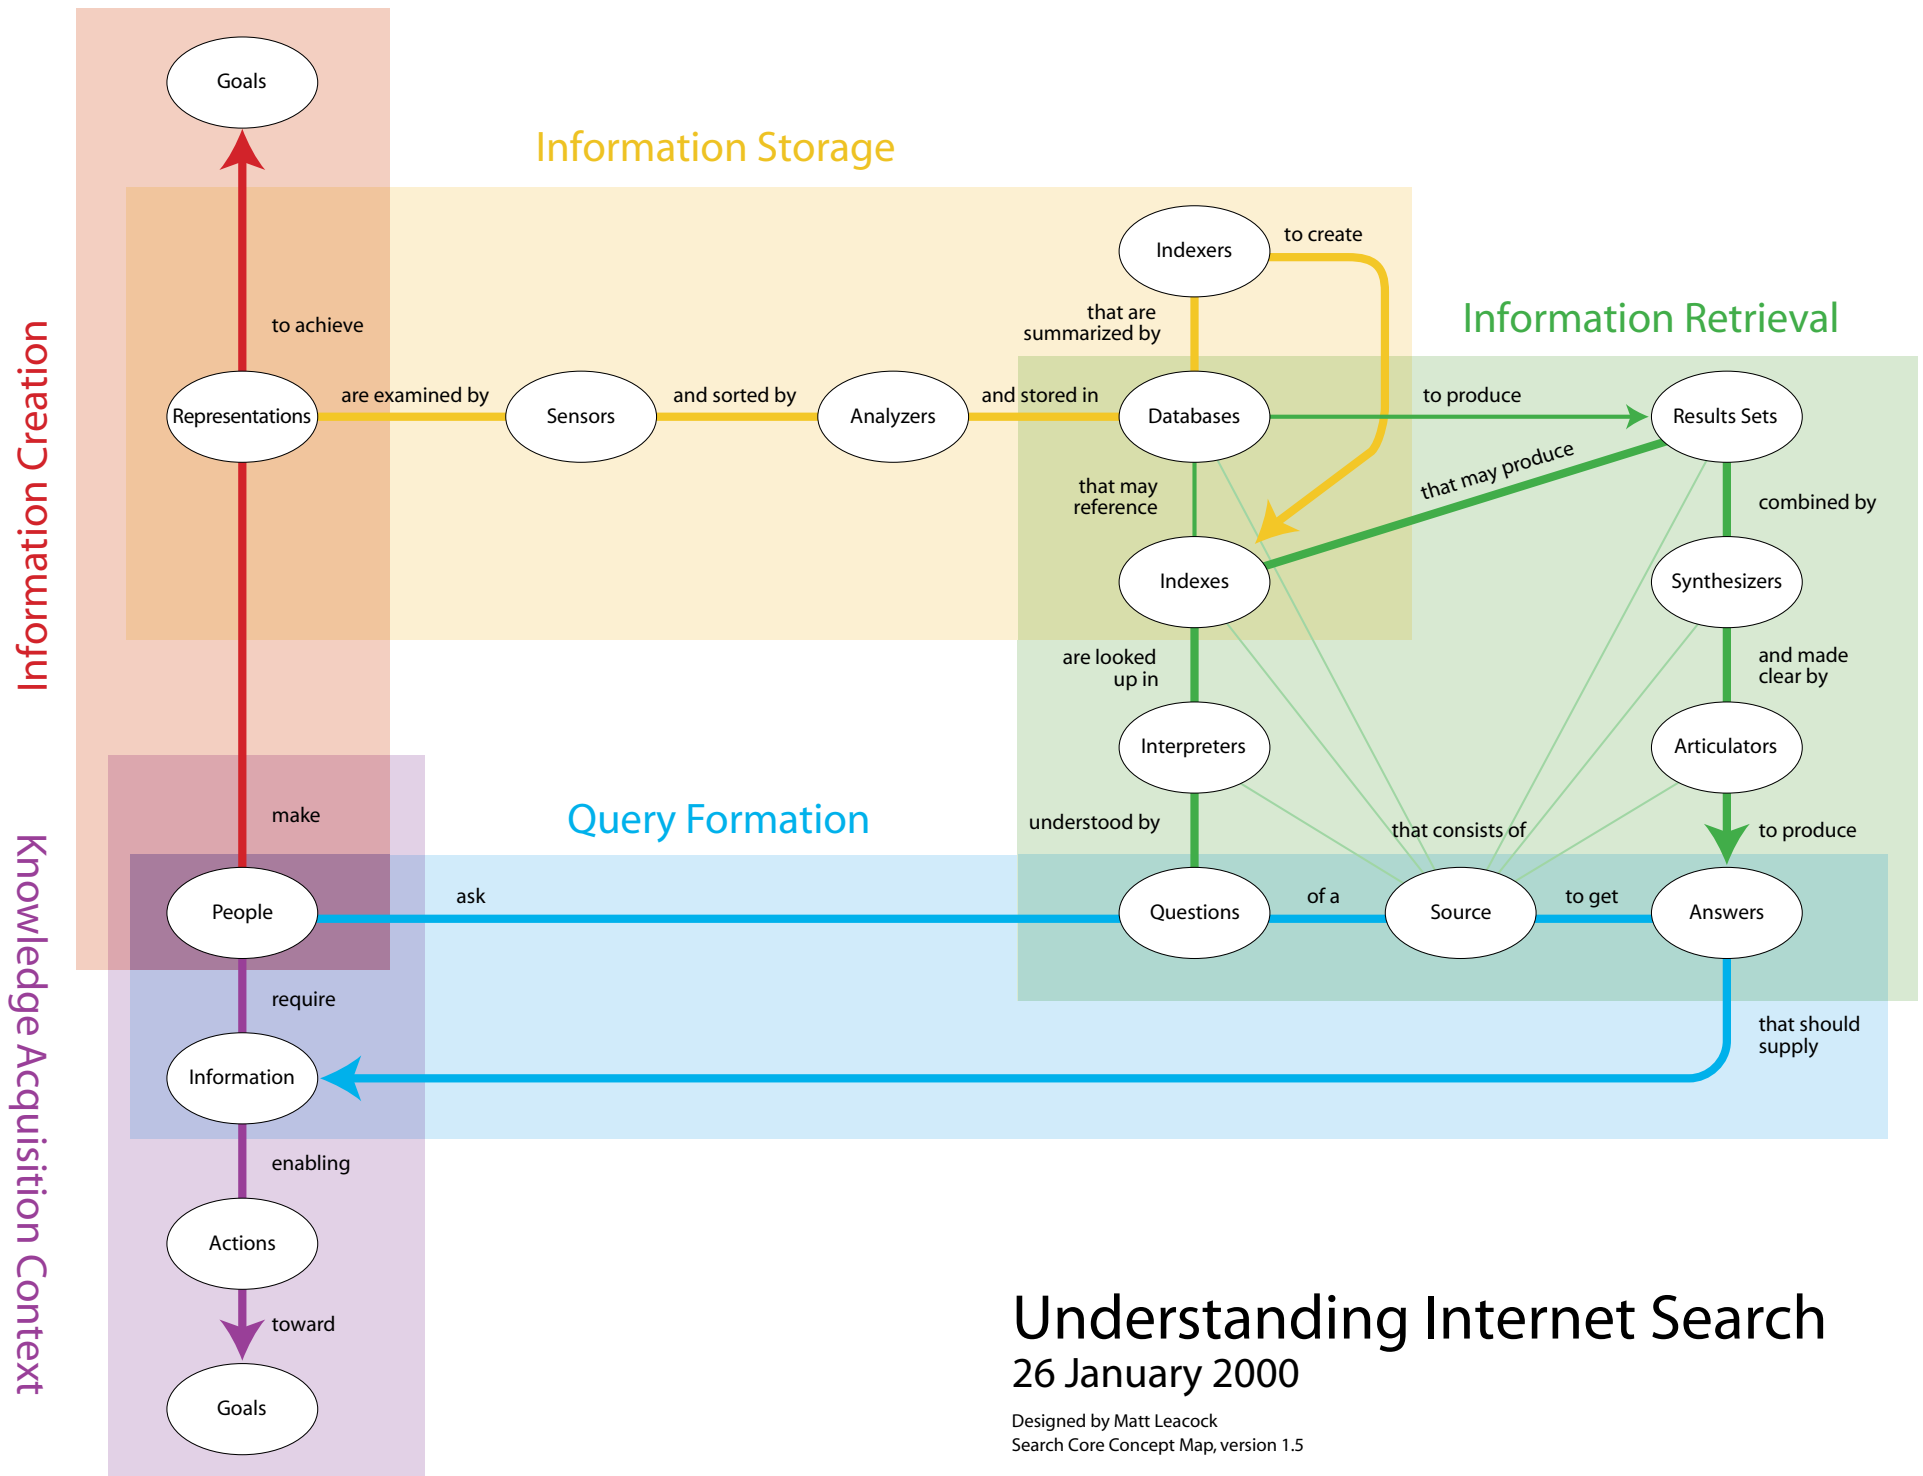 Goals
Information Storage
Indexers
to create
that are
summarized by
Information Retrieval
Information Creation
to achieve
Representations
are examined by
Sensors
and sorted by
Analyzers
and stored in
Databases
to produce
Results Sets
that may
reference
that may produce
combined by
Indexes
Synthesizers
are looked
up in
and made
clear by
Interpreters
Articulators
make
Query Formation
understood by
that consists of
to produce
People
ask
Questions
of a
Source
to get
Answers
Knowledge Acquisition Context
require
that should
supply
Information
enabling
Actions
toward
Goals
Understanding Internet Search
26 January 2000
Designed by Matt Leacock
Search Core Concept Map, version 1.5